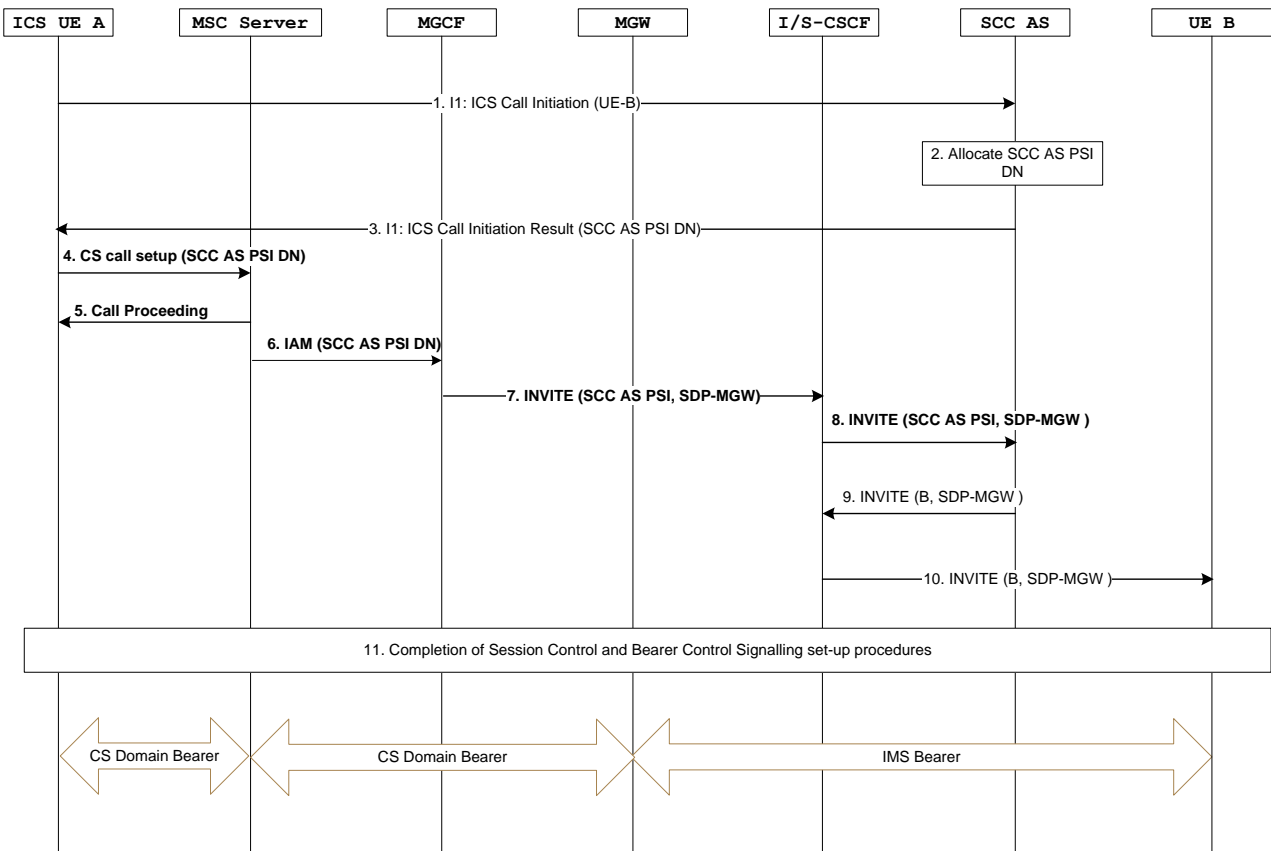 ICS UE A
MSC Server
MGCF
MGW
I/S-CSCF
SCC AS
UE B
1. I1: ICS Call Initiation (UE-B)
2. Allocate SCC AS PSI
DN
3. I1: ICS Call Initiation Result (SCC AS PSI DN)
4. CS call setup (SCC AS PSI DN)
5. Call Proceeding
6. IAM (SCC AS PSI DN)
7. INVITE (SCC AS PSI, SDP-MGW)
8. INVITE (SCC AS PSI, SDP-MGW )
9. INVITE (B, SDP-MGW )
10. INVITE (B, SDP-MGW )
11. Completion of Session Control and Bearer Control Signalling set-up procedures
CS Domain Bearer
CS Domain Bearer
IMS Bearer